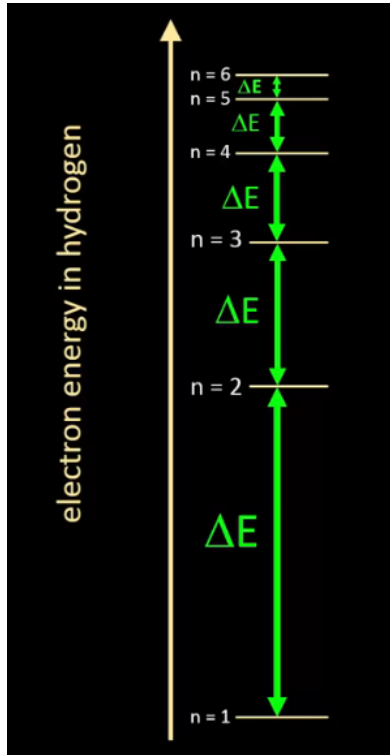 electron energy in hydrogen
n = 6
ΔE
n = 5
ΔE
n = 4
ΔE
n = 3
ΔE
n = 2
ΔE
n = 1